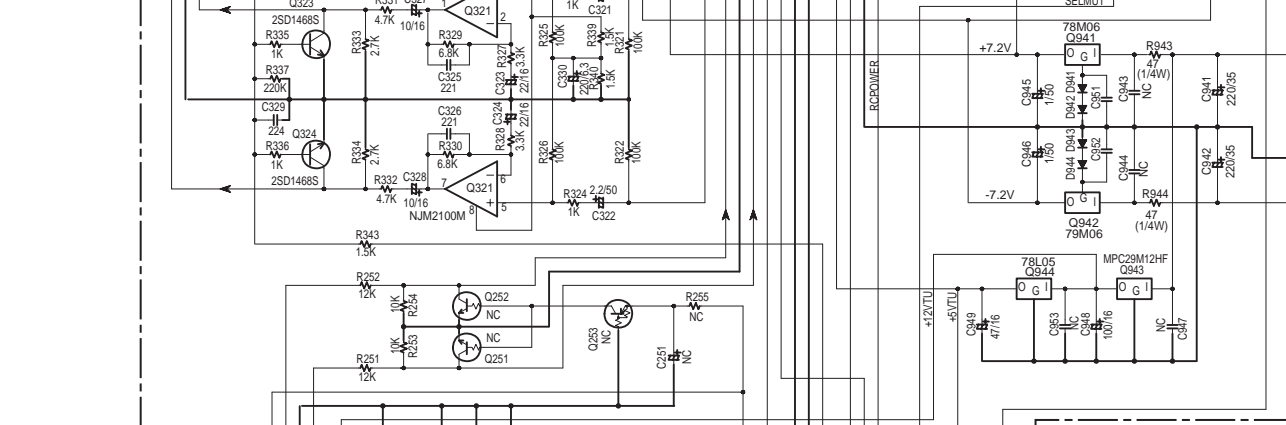 Q323
2SD1468S
R335
1K
R337
220K
C329
224
Q324
R336
1K
2SD1468S
R333
2.7K
R334
2.7K
4.7K
10/16
1
Q321
2
R329
6.8K
C325
221
R327
3.3K
C323
22/16
C326
221
R330
6.8K
C324
22/16
R328
3.3K
R332
4.7K
C328
10/16
7
Q321
6
5
8
NJM2100M
1K
C321
R325
100K
R339
1.5K
R321
100K
C330
220/6.3
R340
1.5K
R326
100K
R322
100K
R324
1K
2.2/50
C322
R343
1.5K
R252
12K
10K
R254
Q252
NC
10K
R253
NC
Q251
R251
12K
Q253
NC
R255
NC
C251
NC
SELMUT
RCPOWER
78M06
Q941
O G I
+7.2V
R943
47
(1/4W)
C945
1/50
D942 D941
C951
C943
NC
C941
220/35
C946
1/50
D944 D943
C952
C944
NC
C942
220/35
-7.2V
O G I
R944
47
(1/4W)
Q942
79M06
78L05
Q944
O G I
MPC29M12HF
Q943
O G I
+12VTU
+5VTU
C949
47/16
C953
NC
C948
100/16
NC
C947